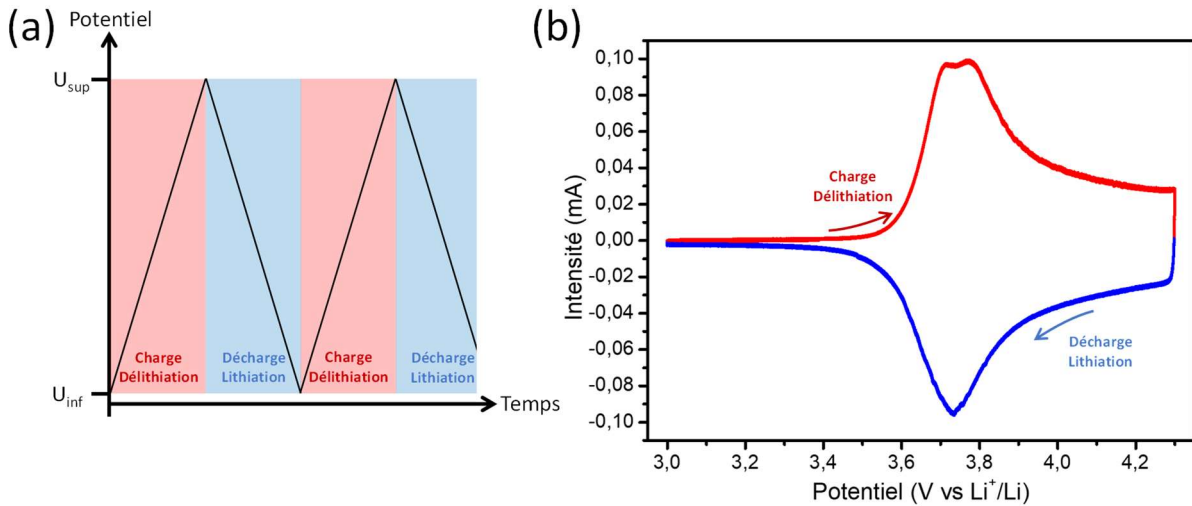 (a)
Potentiel
U_sup
Charge
Délithiation
Décharge
Lithiation
Charge
Délithiation
Décharge
Lithiation
U_inf
Temps
(b)
0,10
0,08
0,06
0,04
0,02
0,00
-0,02
-0,04
-0,06
-0,08
-0,10
Intensité (mA)
Charge
Délithiation
Décharge
Lithiation
3,0
3,2
3,4
3,6
3,8
4,0
4,2
Potentiel (V vs Li⁺/Li)